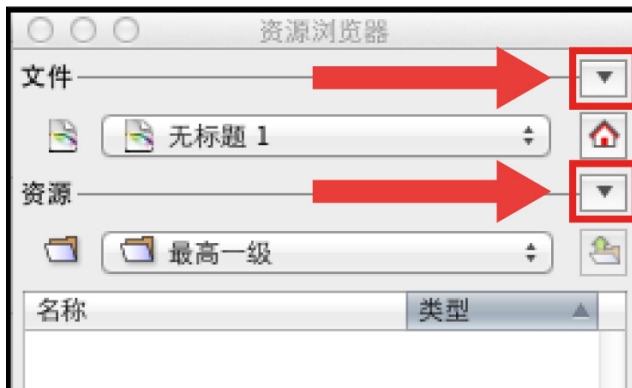 资源浏览器
文件
无标题 1
资源
最高一级
名称 类型